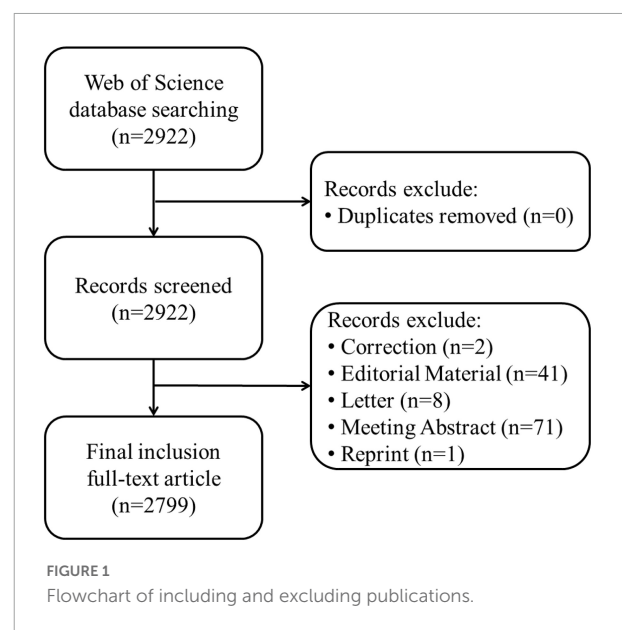 Web of Science
database searching
(n=2922)
Records exclude:
• Duplicates removed (n=0)
Records screened
(n=2922)
Records exclude:
• Correction (n=2)
• Editorial Material (n=41)
• Letter (n=8)
• Meeting Abstract (n=71)
• Reprint (n=1)
Final inclusion
full-text article
(n=2799)
FIGURE 1
Flowchart of including and excluding publications.